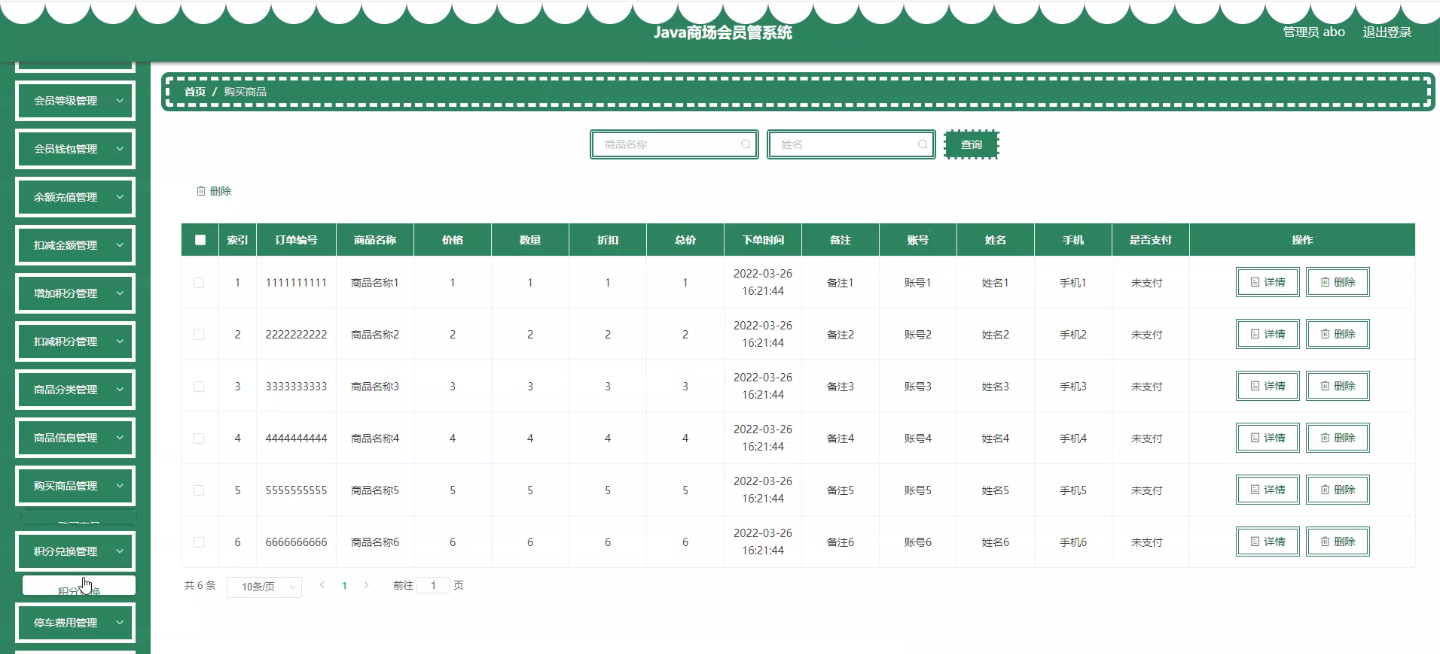 Java商场会员管系统
管理员 abo 退出登录
会员等级管理
会员钱包管理
余额充值管理
扣减金额管理
增加积分管理
扣减积分管理
商品分类管理
商品信息管理
购买商品管理
积分兑换管理
停车费用管理
首页 / 购买商品
商品名称 姓名 查询
删除
索引 订单编号 商品名称 价格 数量 折扣 总价 下单时间 备注 账号 姓名 手机 是否支付 操作
1 1111111111 商品名称1 1 1 1 1 2022-03-26 16:21:44 备注1 账号1 姓名1 手机1 未支付 详情 删除
2 2222222222 商品名称2 2 2 2 2 2022-03-26 16:21:44 备注2 账号2 姓名2 手机2 未支付 详情 删除
3 3333333333 商品名称3 3 3 3 3 2022-03-26 16:21:44 备注3 账号3 姓名3 手机3 未支付 详情 删除
4 4444444444 商品名称4 4 4 4 4 2022-03-26 16:21:44 备注4 账号4 姓名4 手机4 未支付 详情 删除
5 5555555555 商品名称5 5 5 5 5 2022-03-26 16:21:44 备注5 账号5 姓名5 手机5 未支付 详情 删除
6 6666666666 商品名称6 6 6 6 6 2022-03-26 16:21:44 备注6 账号6 姓名6 手机6 未支付 详情 删除
共 6 条 10条/页 1 前往 1 页